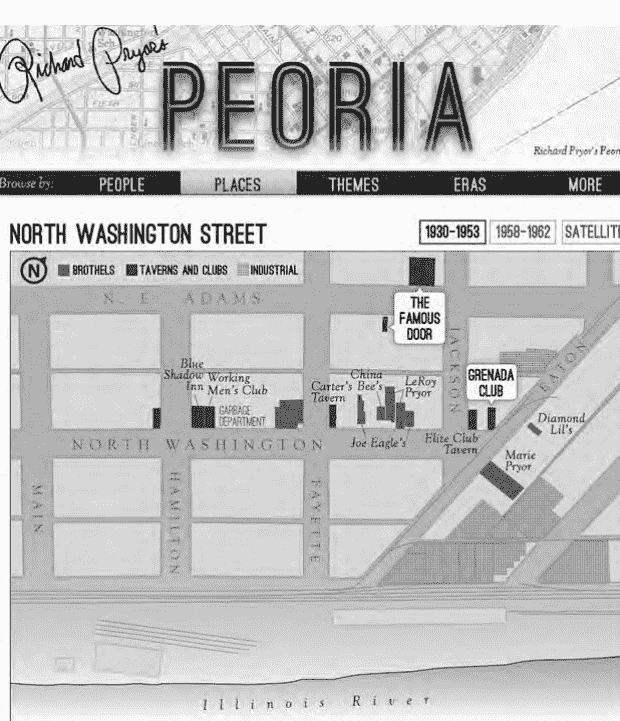 Richard Pryor's
PEORIA
Richard Pryor's Peor
Browse by:
PEOPLE
PLACES
THEMES
ERAS
MORE
NORTH WASHINGTON STREET
1930-1953
1958-1962
SATELLITE
N
BROTHELS
TAVERNS AND CLUBS
INDUSTRIAL
N. E ADAMS
THE
FAMOUS
DOOR
JACKSON
EATON
GRENADA
CLUB
Blue
Shadow
Inn
Working
Men's Club
GARBAGE
DEPARTMENT
Carter's
Tavern
China
Bee's
LeRoy
Pryor
Joe Eagle's
Elite Club
Tavern
Diamond
Lil's
Marie
Pryor
NORTH WASHINGTON
MAIN
HAMILTON
FAYETTE
Illinois River